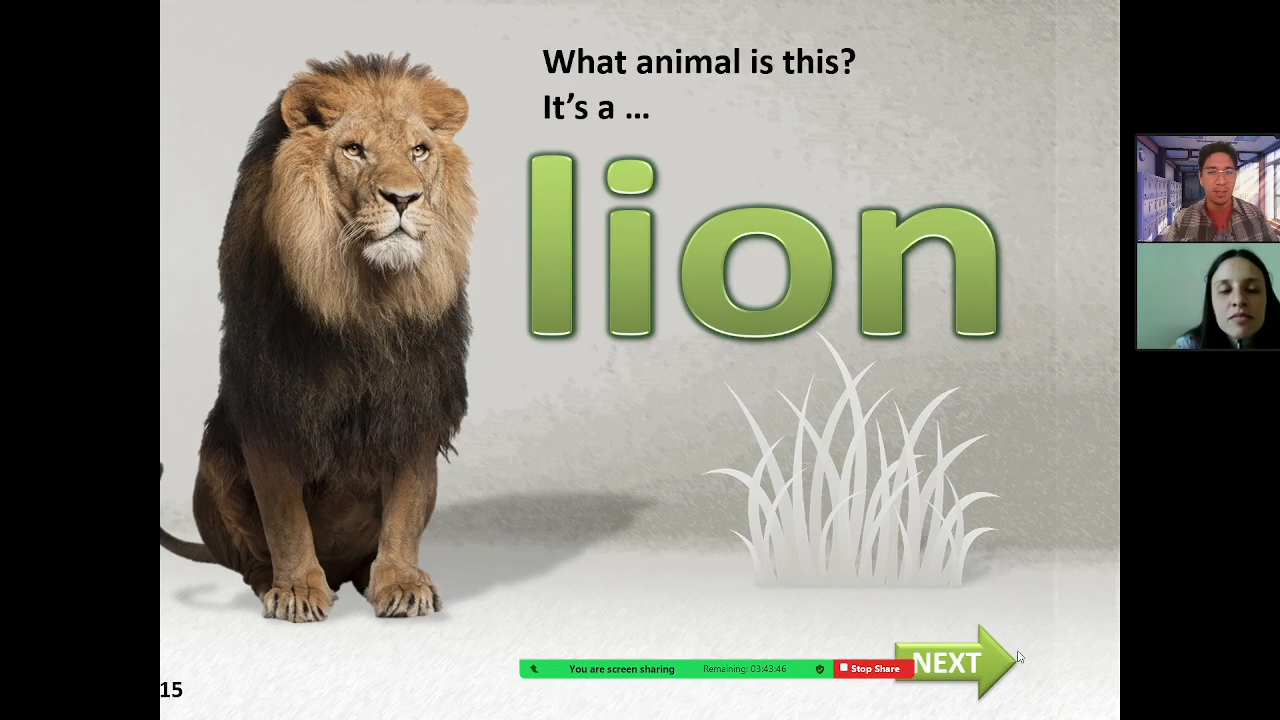 What animal is this?
It's a ...
lion
NEXT
You are screen sharing
Remaining: 03:43:46
Stop Share
15